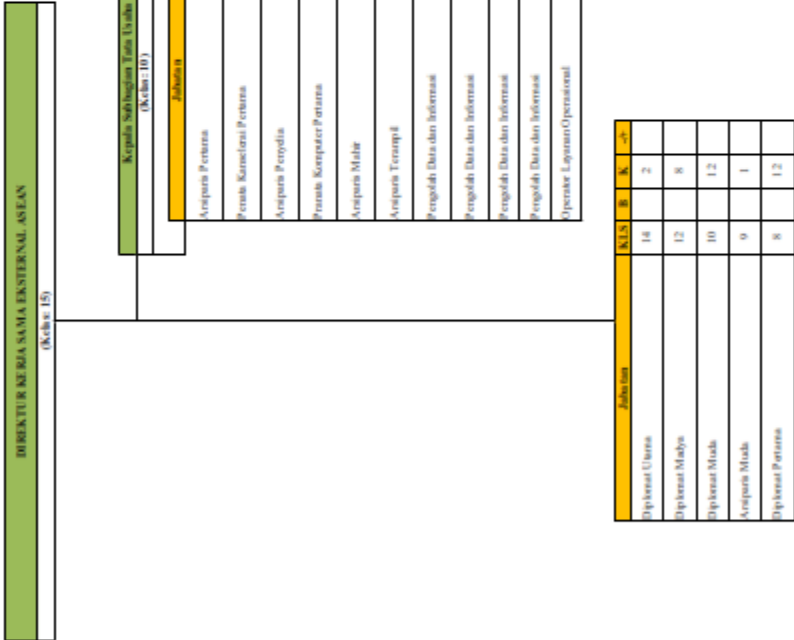 DIREKTUR KERJA SAMA EKSTERNAL ASEAN
(Kelas: 15)
Kepala Subbagian Tata Usaha
(Kelas: 10)
Jabatan
Arsiparis Pertama
Penata Kanselerai Pertama
Arsiparis Penyelia
Pranata Komputer Pertama
Arsiparis Mahir
Arsiparis Terampil
Pengolah Data dan Informasi
Pengolah Data dan Informasi
Pengolah Data dan Informasi
Pengolah Data dan Informasi
Operator Layanan Operasional
Jabatan KLS B K -/+
Diplomat Utama 14 2
Diplomat Madya 12 8
Diplomat Muda 10 12
Arsiparis Muda 9 1
Diplomat Pertama 8 12